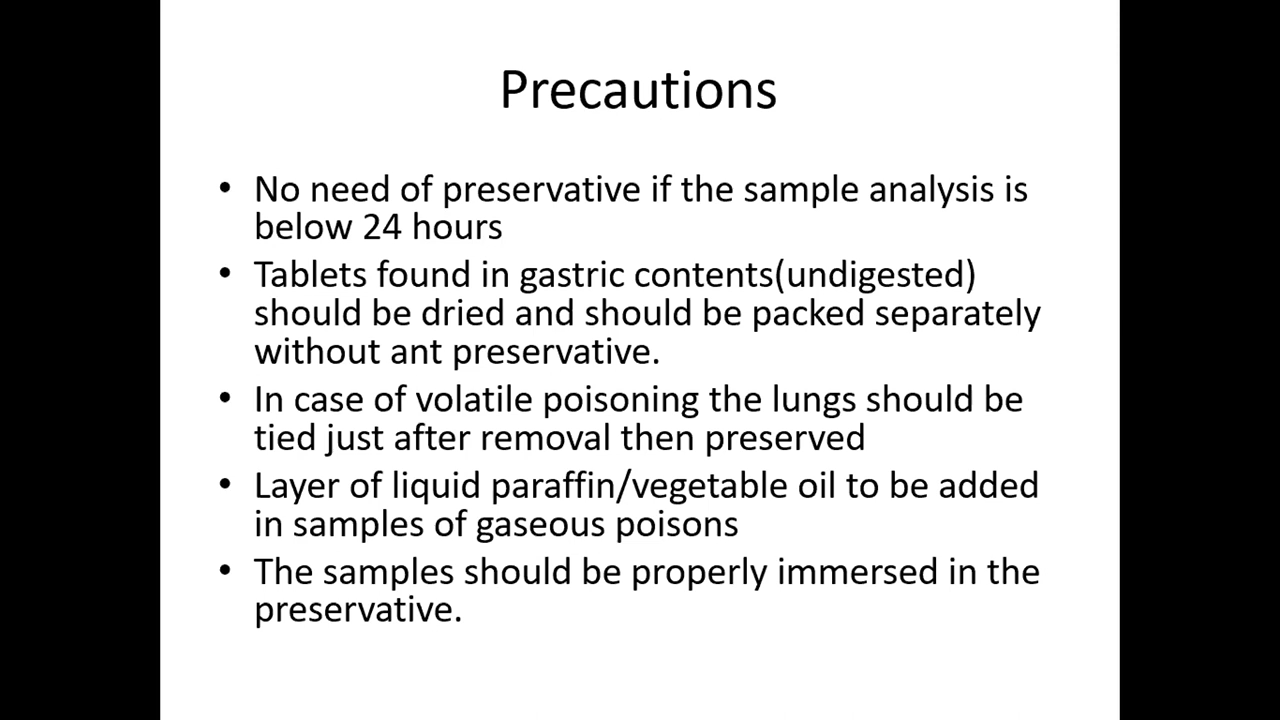 Precautions
• No need of preservative if the sample analysis is
below 24 hours
• Tablets found in gastric contents(undigested)
should be dried and should be packed separately
without ant preservative.
• In case of volatile poisoning the lungs should be
tied just after removal then preserved
• Layer of liquid paraffin/vegetable oil to be added
in samples of gaseous poisons
• The samples should be properly immersed in the
preservative.